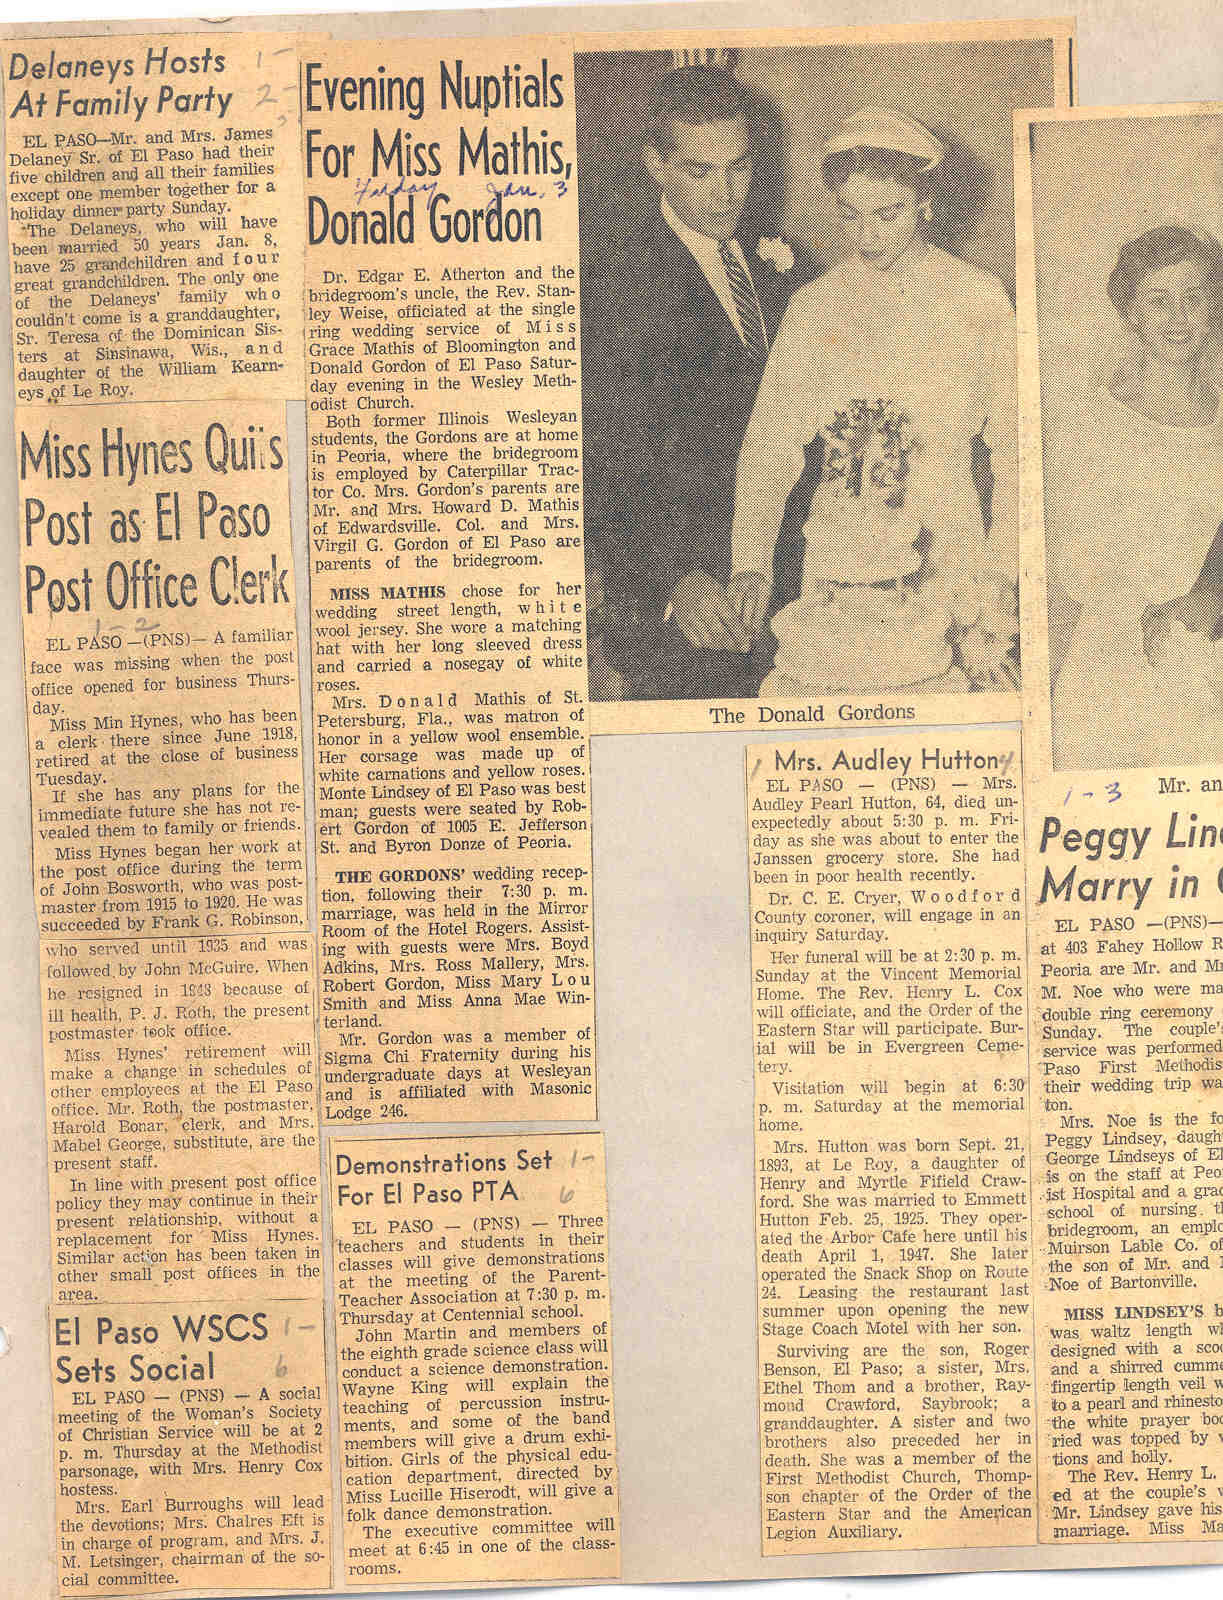 Delaneys Hosts
At Family Party
1-
2-
EL PASO—Mr. and Mrs. James
Delaney Sr. of El Paso had their
five children and all their families
except one member together for a
holiday dinner party Sunday.
The Delaneys, who will have
been married 50 years Jan. 8,
have 25 grandchildren and four
great grandchildren. The only one
of the Delaneys' family who
couldn't come is a granddaughter,
Sr. Teresa of the Dominican Sis-
ters at Sinsinawa, Wis., and
daughter of the William Kearn-
eys of Le Roy.
Miss Hynes Quits
Post as El Paso
Post Office Clerk
1-2
EL PASO —(PNS)— A familiar
face was missing when the post
office opened for business Thurs-
day.
Miss Min Hynes, who has been
a clerk there since June 1918,
retired at the close of business
Tuesday.
If she has any plans for the
immediate future she has not re-
vealed them to family or friends.
Miss Hynes began her work at
the post office during the term
of John Bosworth, who was post-
master from 1915 to 1920. He was
succeeded by Frank G. Robinson,
who served until 1935 and was
followed by John McGuire. When
he resigned in 1948 because of
ill health, P. J. Roth, the present
postmaster took office.
Miss Hynes' retirement will
make a change in schedules of
other employees at the El Paso
office. Mr. Roth, the postmaster,
Harold Bonar, clerk, and Mrs.
Mabel George, substitute, are the
present staff.
In line with present post office
policy they may continue in their
present relationship, without a
replacement for Miss Hynes.
Similar action has been taken in
other small post offices in the
area.
El Paso WSCS
Sets Social
1-
6
EL PASO — (PNS) — A social
meeting of the Woman's Society
of Christian Service will be at 2
p. m. Thursday at the Methodist
parsonage, with Mrs. Henry Cox
hostess.
Mrs. Earl Burroughs will lead
the devotions; Mrs. Chalres Eft is
in charge of program, and Mrs. J.
M. Letsinger, chairman of the so-
cial committee.
Evening Nuptials
For Miss Mathis,
Jan. 3
Donald Gordon
Dr. Edgar E. Atherton and the
bridegroom's uncle, the Rev. Stan-
ley Weise, officiated at the single
ring wedding service of Miss
Grace Mathis of Bloomington and
Donald Gordon of El Paso Satur-
day evening in the Wesley Meth-
odist Church.
Both former Illinois Wesleyan
students, the Gordons are at home
in Peoria, where the bridegroom
is employed by Caterpillar Trac-
tor Co. Mrs. Gordon's parents are
Mr. and Mrs. Howard D. Mathis
of Edwardsville. Col. and Mrs.
Virgil G. Gordon of El Paso are
parents of the bridegroom.
MISS MATHIS chose for her
wedding street length, white
wool jersey. She wore a matching
hat with her long sleeved dress
and carried a nosegay of white
roses.
Mrs. Donald Mathis of St.
Petersburg, Fla., was matron of
honor in a yellow wool ensemble.
Her corsage was made up of
white carnations and yellow roses.
Monte Lindsey of El Paso was best
man; guests were seated by Rob-
ert Gordon of 1005 E. Jefferson
St. and Byron Donze of Peoria.
THE GORDONS' wedding recep-
tion, following their 7:30 p. m.
marriage, was held in the Mirror
Room of the Hotel Rogers. Assist-
ing with guests were Mrs. Boyd
Adkins, Mrs. Ross Mallery, Mrs.
Robert Gordon, Miss Mary Lou
Smith and Miss Anna Mae Win-
terland.
Mr. Gordon was a member of
Sigma Chi Fraternity during his
undergraduate days at Wesleyan
and is affiliated with Masonic
Lodge 246.
Demonstrations Set
For El Paso PTA
1-
6
EL PASO — (PNS) — Three
teachers and students in their
classes will give demonstrations
at the meeting of the Parent-
Teacher Association at 7:30 p. m.
Thursday at Centennial school.
John Martin and members of
the eighth grade science class will
conduct a science demonstration.
Wayne King will explain the
teaching of percussion instru-
ments, and some of the band
members will give a drum exhi-
bition. Girls of the physical edu-
cation department, directed by
Miss Lucille Hiserodt, will give a
folk dance demonstration.
The executive committee will
meet at 6:45 in one of the class-
rooms.
The Donald Gordons
Mrs. Audley Hutton
EL PASO — (PNS) — Mrs.
Audley Pearl Hutton, 64, died un-
expectedly about 5:30 p. m. Fri-
day as she was about to enter the
Janssen grocery store. She had
been in poor health recently.
Dr. C. E. Cryer, Woodford
County coroner, will engage in an
inquiry Saturday.
Her funeral will be at 2:30 p. m.
Sunday at the Vincent Memorial
Home. The Rev. Henry L. Cox
will officiate, and the Order of the
Eastern Star will participate. Bur-
ial will be in Evergreen Ceme-
tery.
Visitation will begin at 6:30
p. m. Saturday at the memorial
home.
Mrs. Hutton was born Sept. 21,
1893, at Le Roy, a daughter of
Henry and Myrtle Fifield Craw-
ford. She was married to Emmett
Hutton Feb. 25, 1925. They oper-
ated the Arbor Cafe here until his
death April 1, 1947. She later
operated the Snack Shop on Route
24. Leasing the restaurant last
summer upon opening the new
Stage Coach Motel with her son.
Surviving are the son, Roger
Benson, El Paso; a sister, Mrs.
Ethel Thom and a brother, Ray-
mond Crawford, Saybrook; a
granddaughter. A sister and two
brothers also preceded her in
death. She was a member of the
First Methodist Church, Thomp-
son chapter of the Order of the
Eastern Star and the American
Legion Auxiliary.
Mr. an
1-3
Peggy Lin
Marry in
EL PASO —(PNS)—
at 403 Fahey Hollow R
Peoria are Mr. and M
M. Noe who were ma
double ring ceremony
Sunday. The couple'
service was performed
Paso First Methodis
their wedding trip wa
ton.
Mrs. Noe is the fo
Peggy Lindsey, daugh
George Lindseys of El
is on the staff at Peo
ist Hospital and a gra
school of nursing. t
bridegroom, an emplo
Muirson Lable Co. of
the son of Mr. and
Noe of Bartonville.
MISS LINDSEY'S b
was waltz length w
designed with a scoo
and a shirred cumme
fingertip length veil w
to a pearl and rhinesto
the white prayer boo
ried was topped by
tions and holly.
The Rev. Henry L.
ed at the couple's
Mr. Lindsey gave his
marriage. Miss Ma